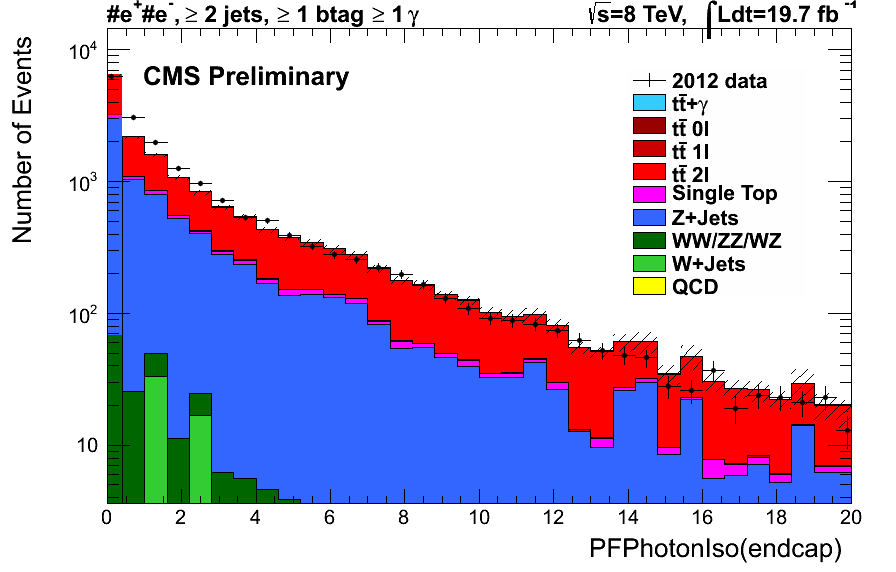 #e⁺#e⁻, ≥ 2 jets, ≥ 1 btag ≥ 1 γ
√s=8 TeV, ∫Ldt=19.7 fb⁻¹
CMS Preliminary
2012 data
tt̄+γ
tt̄ 0l
tt̄ 1l
tt̄ 2l
Single Top
Z+Jets
WW/ZZ/WZ
W+Jets
QCD
Number of Events
10⁴
10³
10²
10
0 2 4 6 8 10 12 14 16 18 20
PFPhotonIso(endcap)